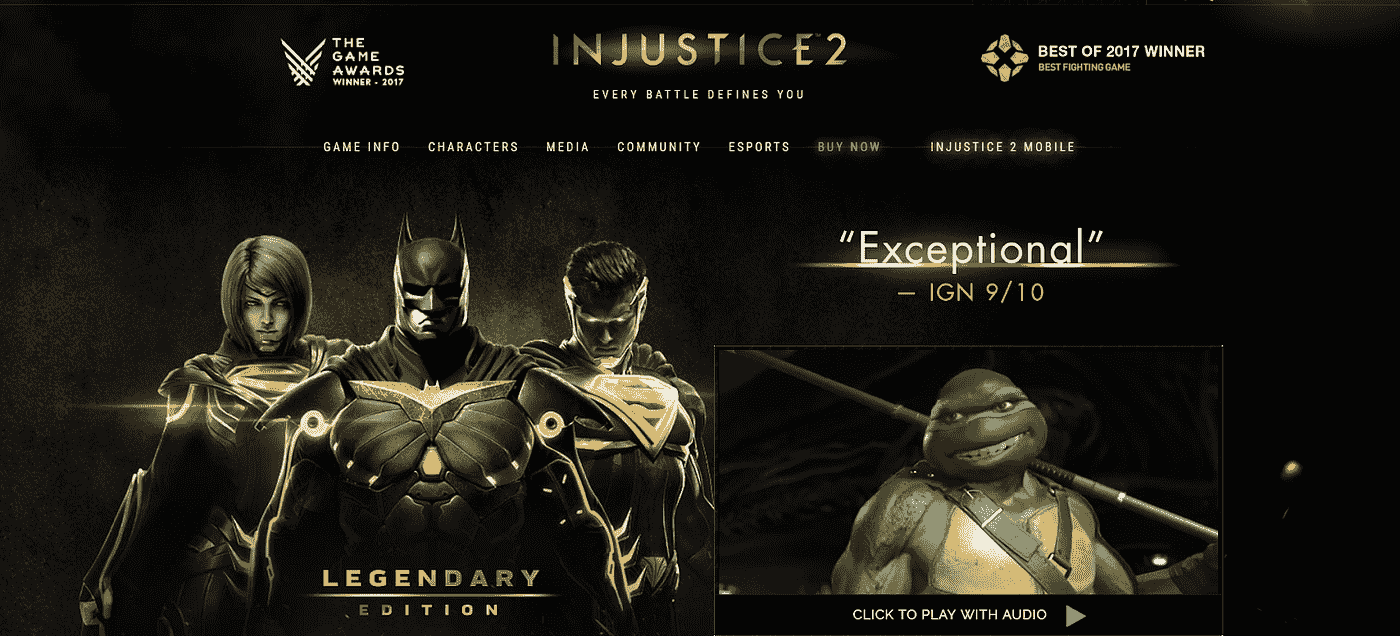 THE
GAME
AWARDS
WINNER - 2017
INJUSTICE 2
EVERY BATTLE DEFINES YOU
BEST OF 2017 WINNER
BEST FIGHTING GAME
GAME INFO CHARACTERS MEDIA COMMUNITY ESPORTS BUY NOW INJUSTICE 2 MOBILE
“Exceptional”
– IGN 9/10
LEGENDARY
EDITION
CLICK TO PLAY WITH AUDIO